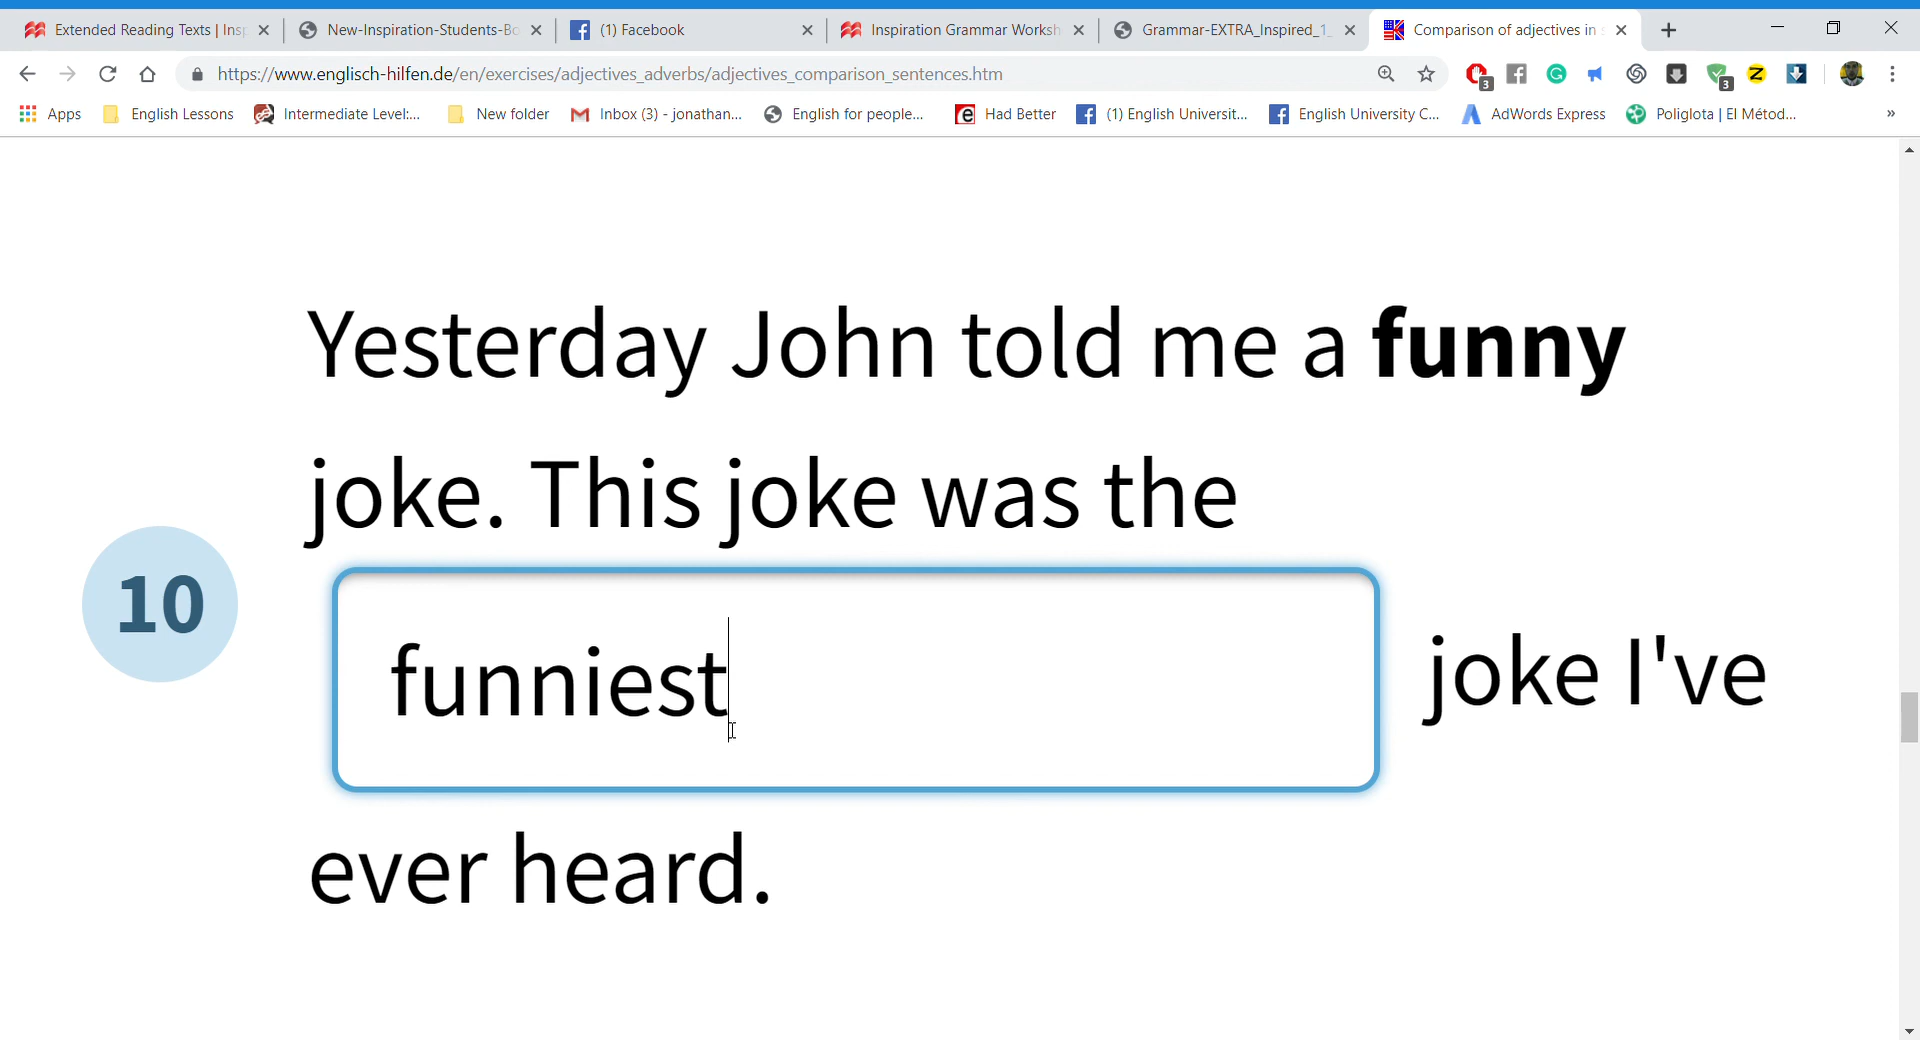 Extended Reading Texts | Insp
New-Inspiration-Students-Bo
(1) Facebook
Inspiration Grammar Worksh
Grammar-EXTRA_Inspired_1_
Comparison of adjectives in s
https://www.englisch-hilfen.de/en/exercises/adjectives_adverbs/adjectives_comparison_sentences.htm
3
3
Apps
English Lessons
Intermediate Level:...
New folder
Inbox (3) - jonathan...
English for people...
Had Better
(1) English Universit...
English University C...
AdWords Express
Poliglota | El Métod...
»
Yesterday John told me a funny
joke. This joke was the
10
funniest
joke I've
ever heard.